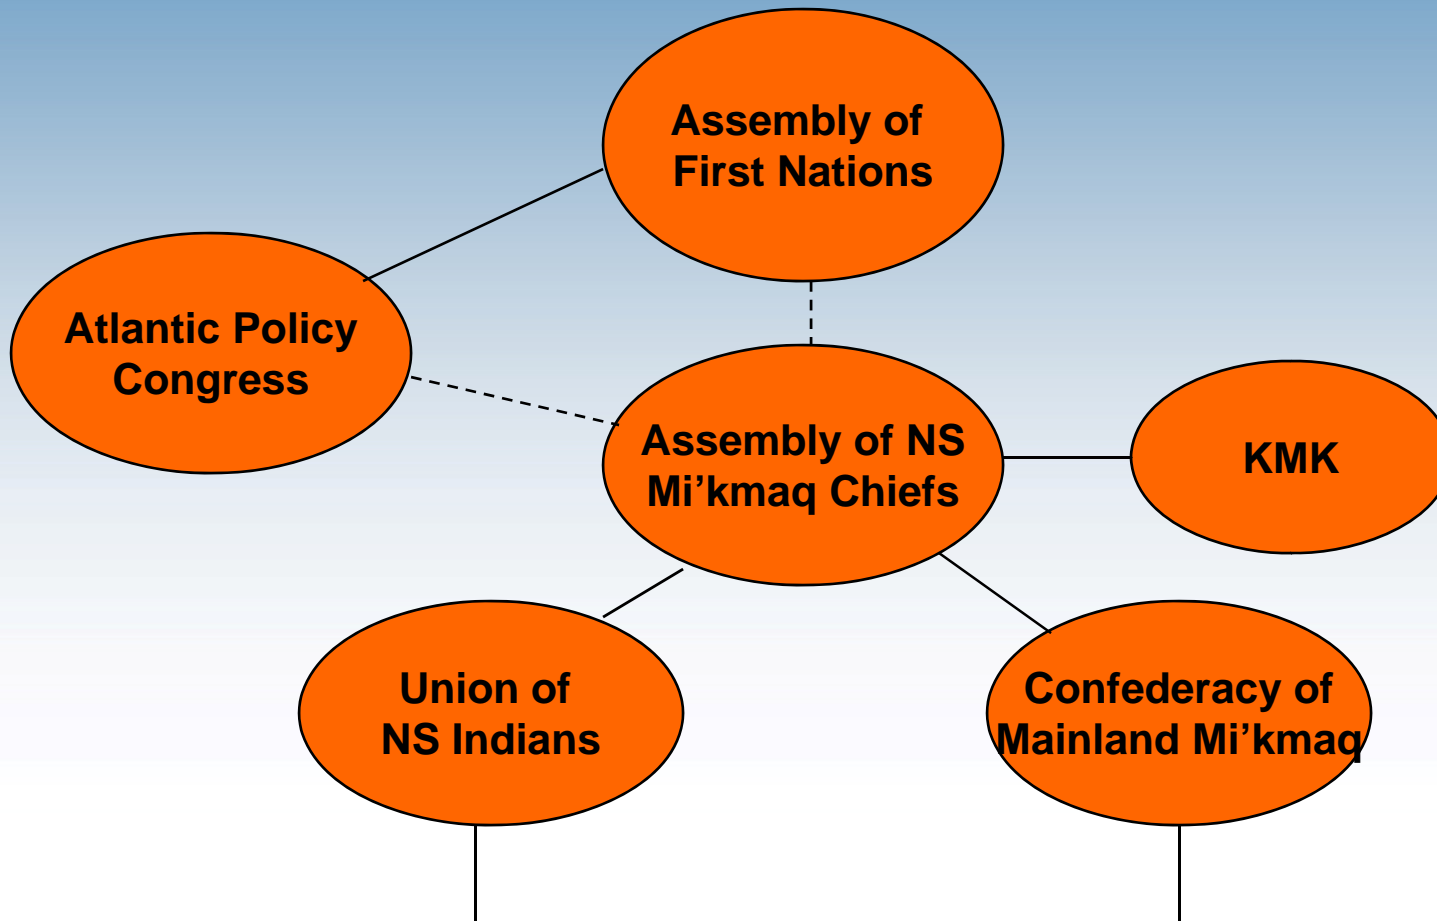 Assembly of
First Nations
Atlantic Policy
Congress
Assembly of NS
Mi’kmaq Chiefs
KMK
Union of
NS Indians
Confederacy of
Mainland Mi’kmaq